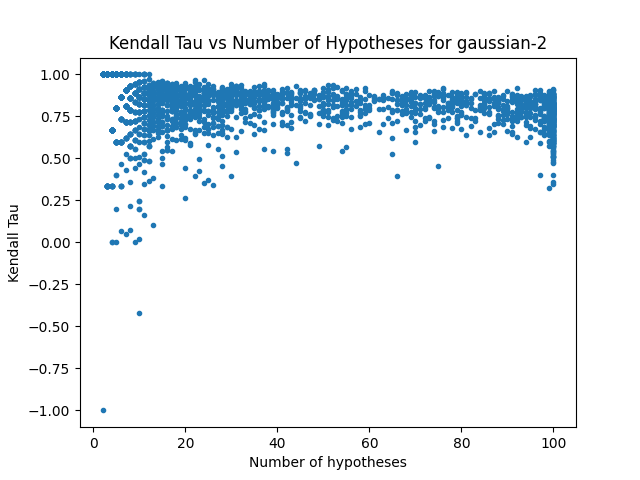 Kendall Tau vs Number of Hypotheses for gaussian-2
1.00
0.75
0.50
0.25
0.00
−0.25
−0.50
−0.75
−1.00
Kendall Tau
0 20 40 60 80 100
Number of hypotheses